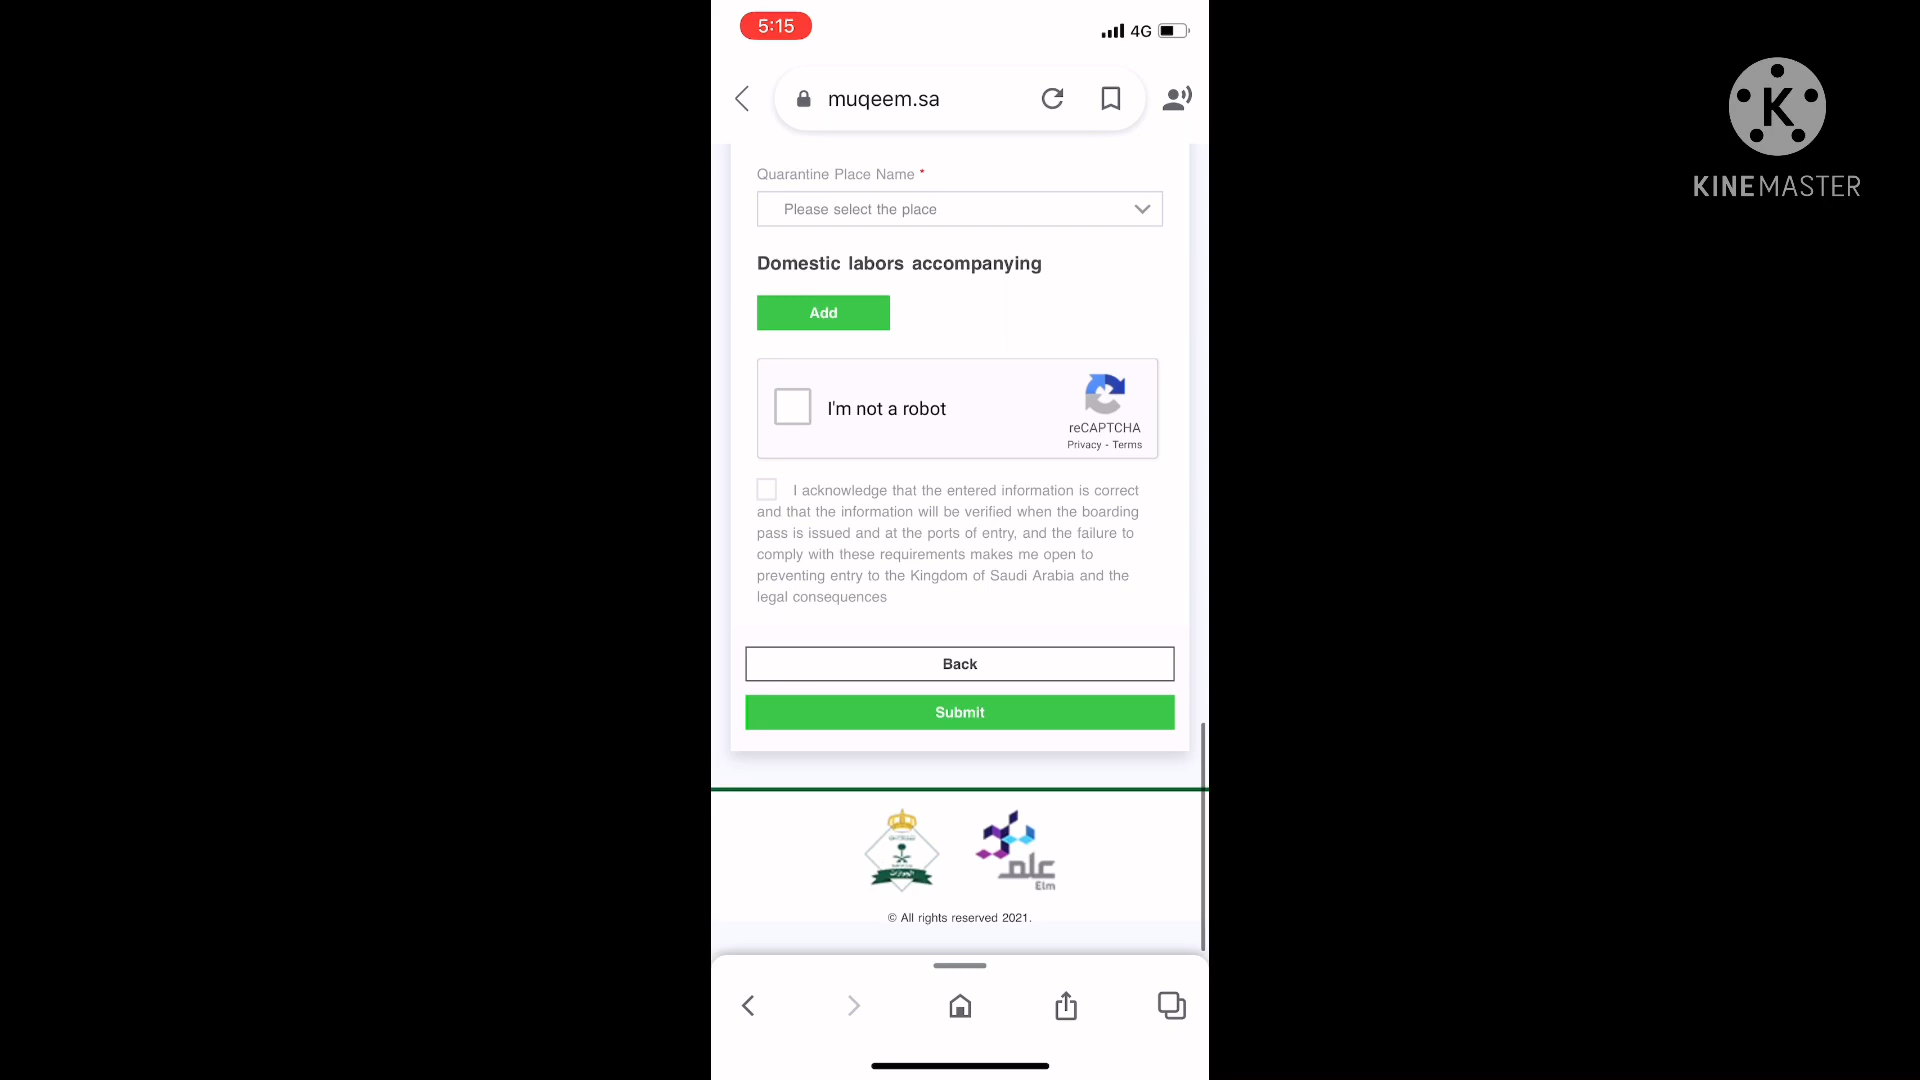 5:15
4G
muqeem.sa
K
KINEMASTER
Quarantine Place Name *
Please select the place
Domestic labors accompanying
Add
I'm not a robot
reCAPTCHA
Privacy - Terms
I acknowledge that the entered information is correct
and that the information will be verified when the boarding
pass is issued and at the ports of entry, and the failure to
comply with these requirements makes me open to
preventing entry to the Kingdom of Saudi Arabia and the
legal consequences
Back
Submit
علم
Elm
© All rights reserved 2021.